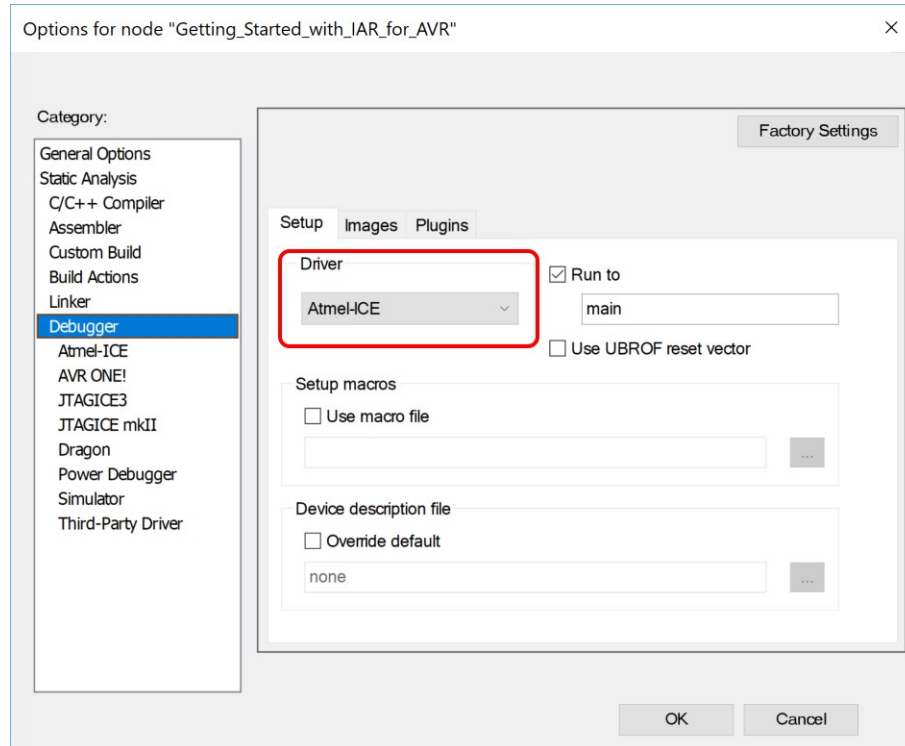 Options for node "Getting_Started_with_IAR_for_AVR"
Category:
General Options
Static Analysis
C/C++ Compiler
Assembler
Custom Build
Build Actions
Linker
Debugger
Atmel-ICE
AVR ONE!
JTAGICE3
JTAGICE mkII
Dragon
Power Debugger
Simulator
Third-Party Driver
Factory Settings
Setup Images Plugins
Driver
Atmel-ICE
Run to
main
Use UBROF reset vector
Setup macros
Use macro file
...
Device description file
Override default
none
...
OK Cancel